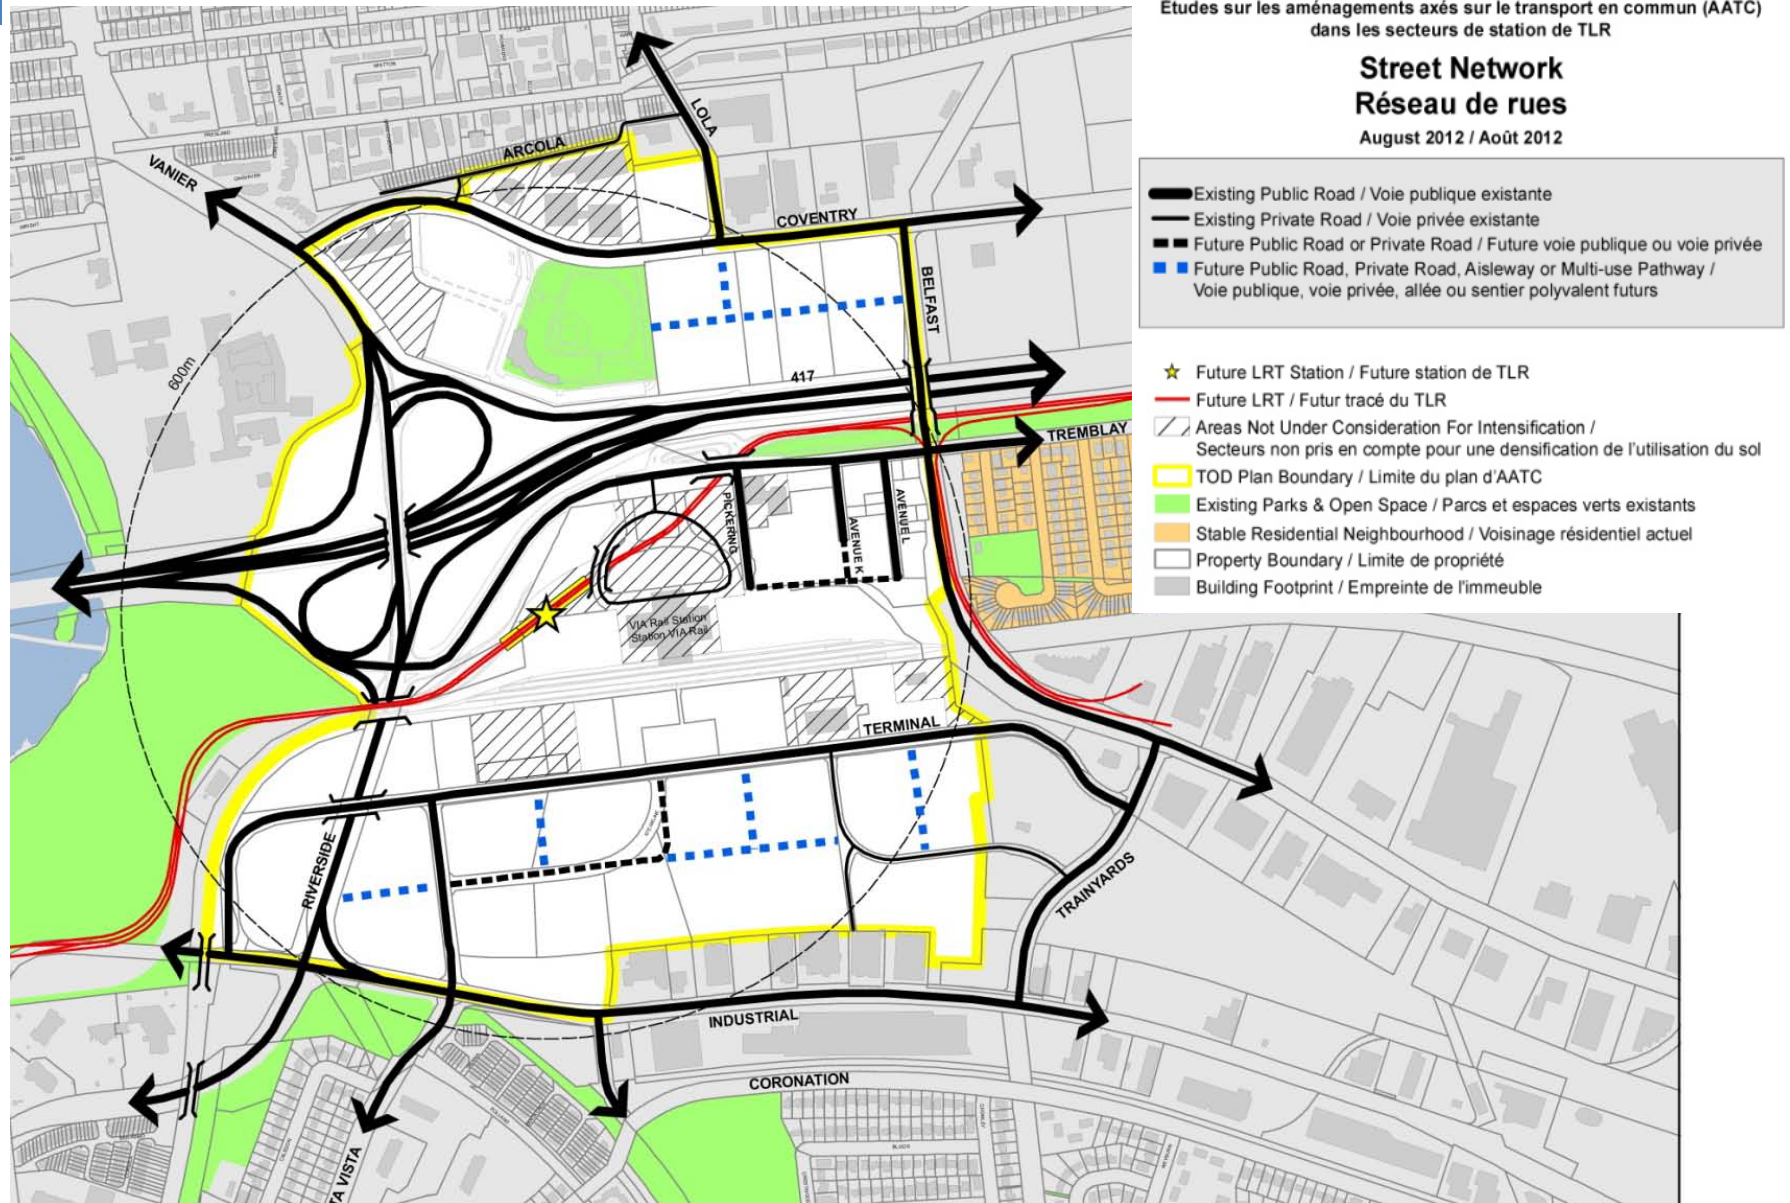 Etudes sur les aménagements axés sur le transport en commun (AATC)
dans les secteurs de station de TLR
Street Network
Réseau de rues
August 2012 / Août 2012
Existing Public Road / Voie publique existante
Existing Private Road / Voie privée existante
Future Public Road or Private Road / Future voie publique ou voie privée
Future Public Road, Private Road, Aisleway or Multi-use Pathway /
Voie publique, voie privée, allée ou sentier polyvalent futurs
Future LRT Station / Future station de TLR
Future LRT / Futur tracé du TLR
Areas Not Under Consideration For Intensification /
Secteurs non pris en compte pour une densification de l'utilisation du sol
TOD Plan Boundary / Limite du plan d'AATC
Existing Parks & Open Space / Parcs et espaces verts existants
Stable Residential Neighbourhood / Voisinage résidentiel actuel
Property Boundary / Limite de propriété
Building Footprint / Empreinte de l'immeuble
LOLA
ARCOLA
VANIER
COVENTRY
BELFAST
600m
417
TREMBLAY
PICKERING
AVENUE K
AVENUE L
VIA Rail Station
Station VIA Rail
TERMINAL
RIVERSIDE
TRAINYARDS
INDUSTRIAL
CORONATION
TA VISTA